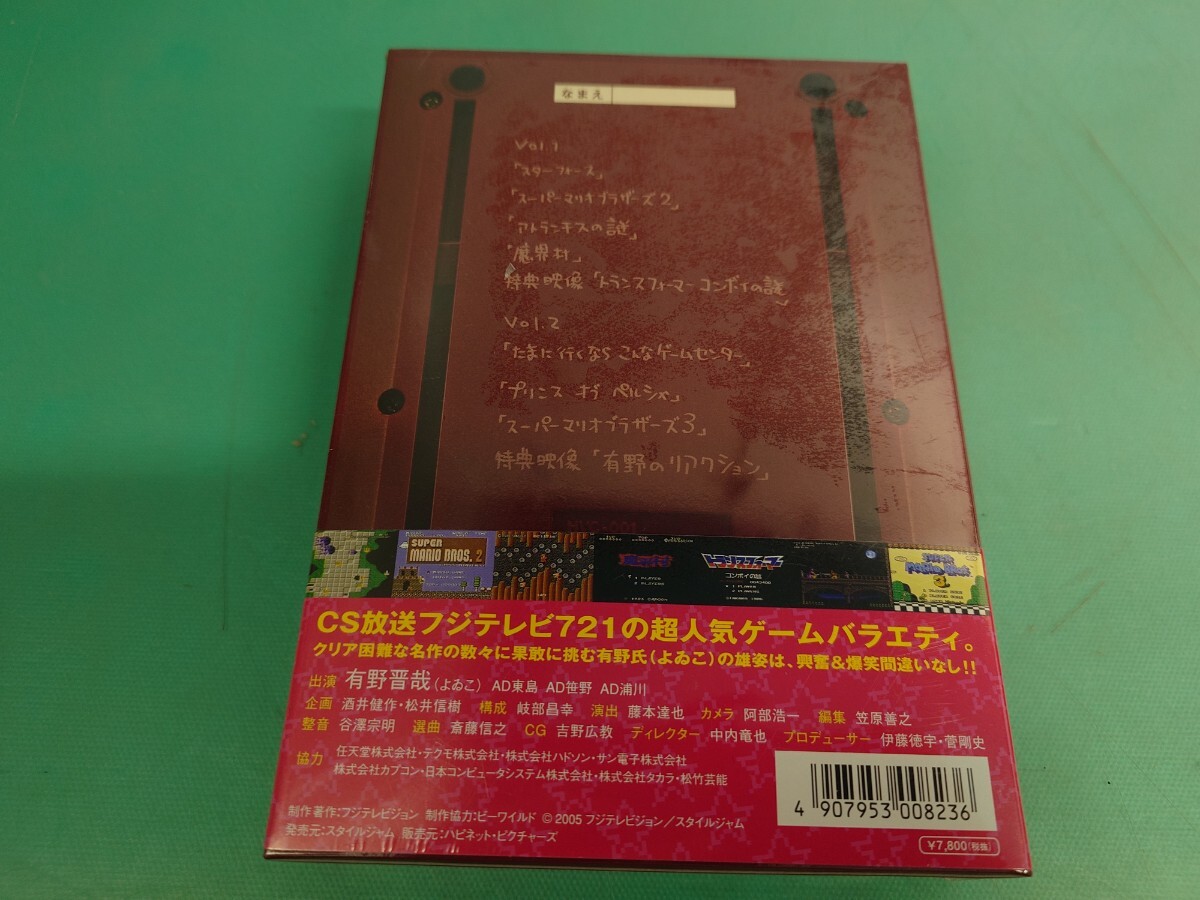 なまえ
Vol.1
「スターフォース」
「スーパーマリオブラザーズ2」
「アトランチスの謎」
「魔界村」
特典映像「トランスフォーマー コンボイの謎」
Vol.2
「たまに行くなら こんなゲームセンター」
「プリンス オブ ペルシャ」
「スーパーマリオブラザーズ3」
特典映像「有野のリアクション」
SUPER
MARIO BROS. 2
トランスフォーマー
コンボイの謎
1 PLAYER
2 PLAYERS
CS放送フジテレビ721の超人気ゲームバラエティ。
クリア困難な名作の数々に果敢に挑む有野氏(よゐこ)の雄姿は、興奮&爆笑間違いなし!!
出演 有野晋哉(よゐこ) AD東島 AD笹野 AD浦川
企画 酒井健作・松井信樹 構成 岐部昌幸 演出 藤本達也 カメラ 阿部浩一 編集 笠原善之
整音 谷澤宗明 選曲 斎藤信之 CG 吉野広教 ディレクター 中内竜也 プロデューサー 伊藤徳宇・菅剛史
協力 任天堂株式会社・テクモ株式会社・株式会社ハドソン・サン電子株式会社
株式会社カプコン・日本コンピュータシステム株式会社・株式会社タカラ・松竹芸能
制作著作:フジテレビジョン 制作協力:ビーワイルド ©2005 フジテレビジョン/スタイルジャム
発売元:スタイルジャム 販売元:ハピネット・ピクチャーズ
4 907953 008236
¥7,800(税抜)